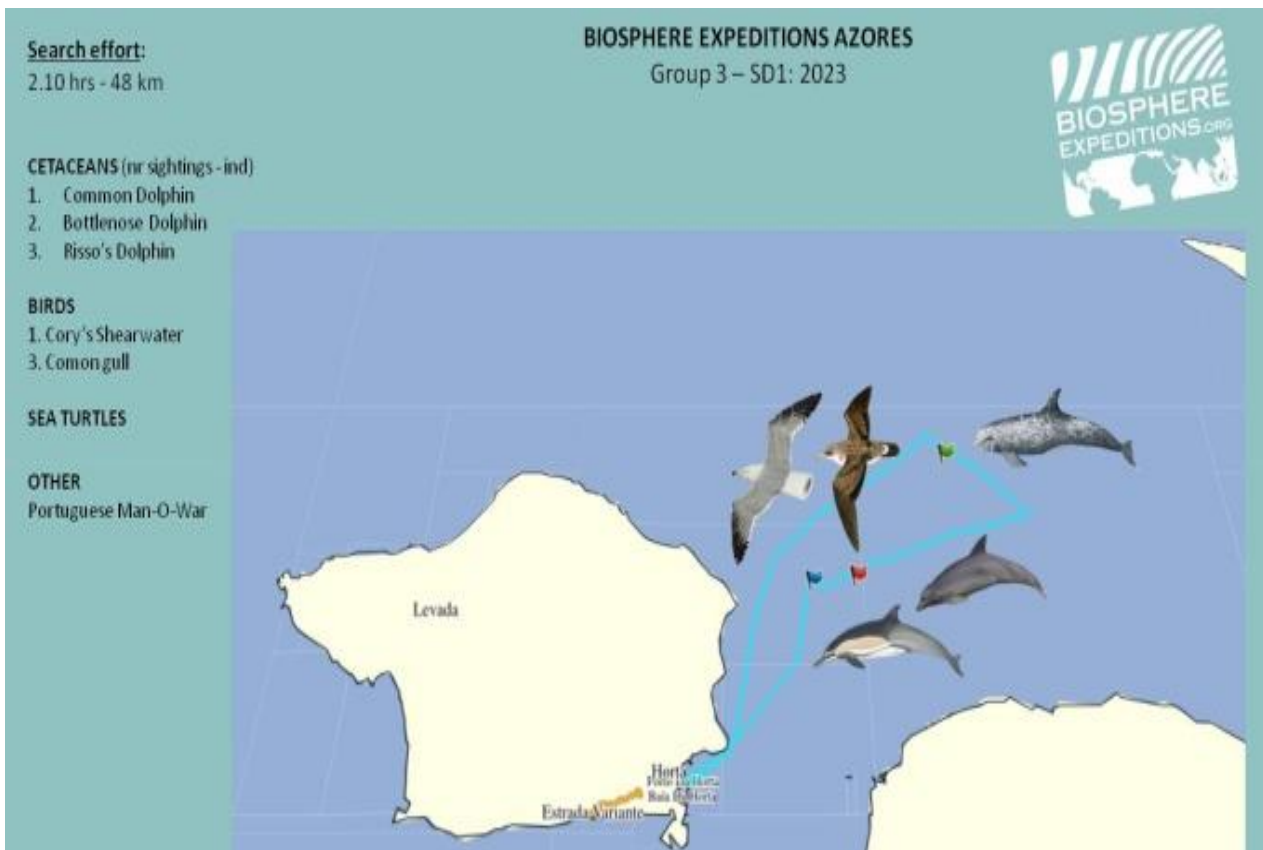 Search effort:
2.10 hrs - 48 km
BIOSPHERE EXPEDITIONS AZORES
Group 3 – SD1: 2023
BIOSPHERE
EXPEDITIONS.ORG
CETACEANS (nr sightings - ind)
1. Common Dolphin
2. Bottlenose Dolphin
3. Risso's Dolphin
BIRDS
1. Cory's Shearwater
3. Comon gull
SEA TURTLES
OTHER
Portuguese Man-O-War
Levada
Horta
Horta
Estrada Variante